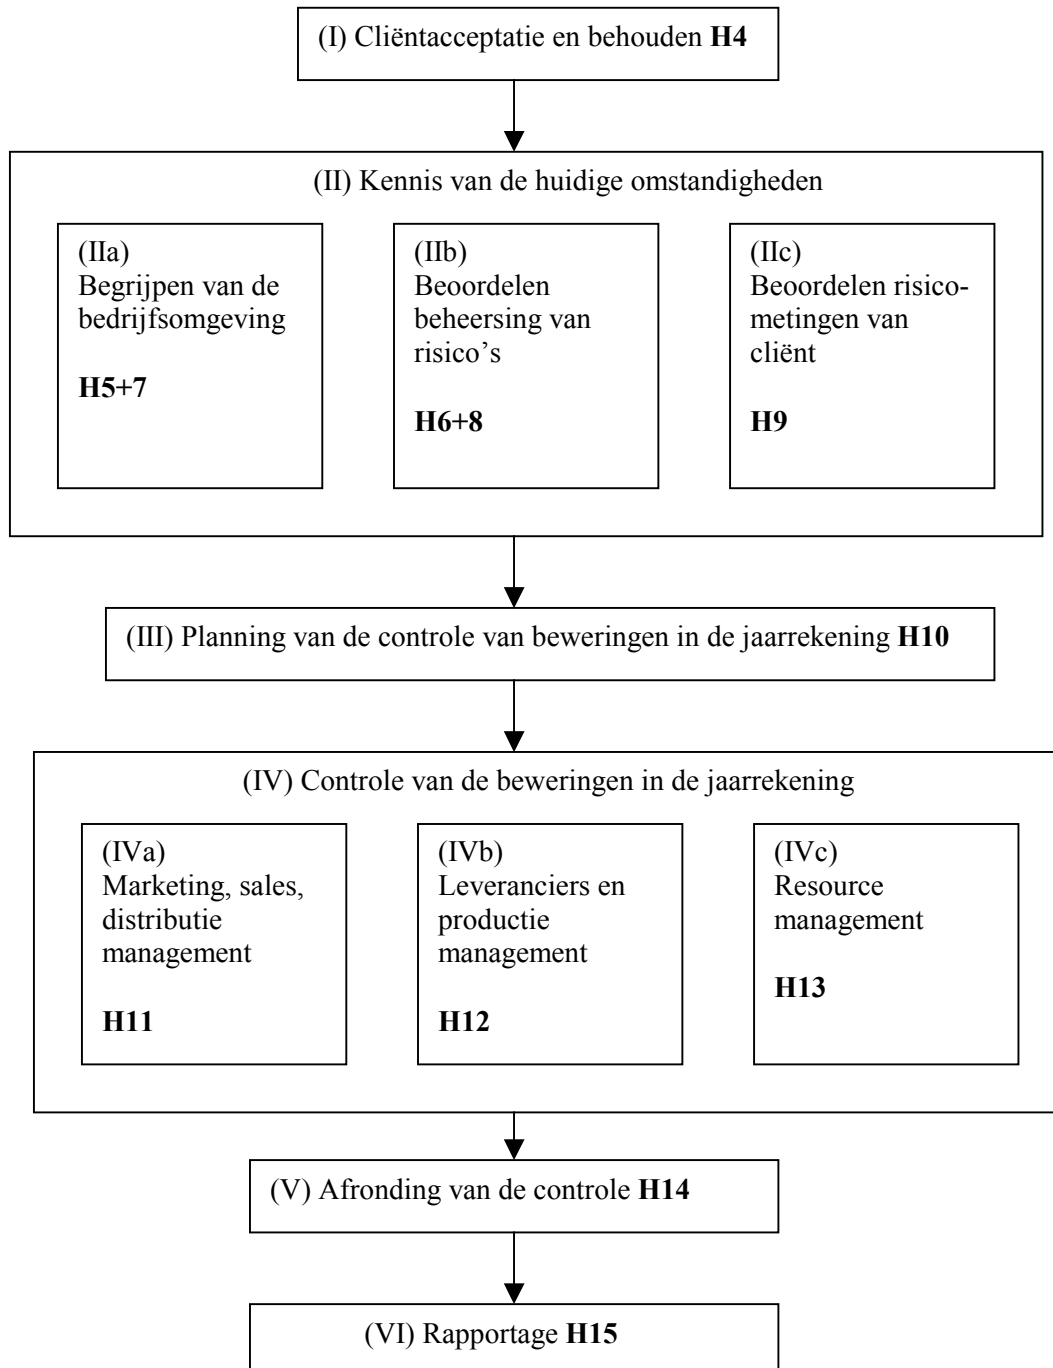 (I) Cliëntacceptatie en behouden H4
(II) Kennis van de huidige omstandigheden
(IIa)
Begrijpen van de
bedrijfsomgeving
H5+7
(IIb)
Beoordelen
beheersing van
risico’s
H6+8
(IIc)
Beoordelen risico-
metingen van
cliënt
H9
(III) Planning van de controle van beweringen in de jaarrekening H10
(IV) Controle van de beweringen in de jaarrekening
(IVa)
Marketing, sales,
distributie
management
H11
(IVb)
Leveranciers en
productie
management
H12
(IVc)
Resource
management
H13
(V) Afronding van de controle H14
(VI) Rapportage H15